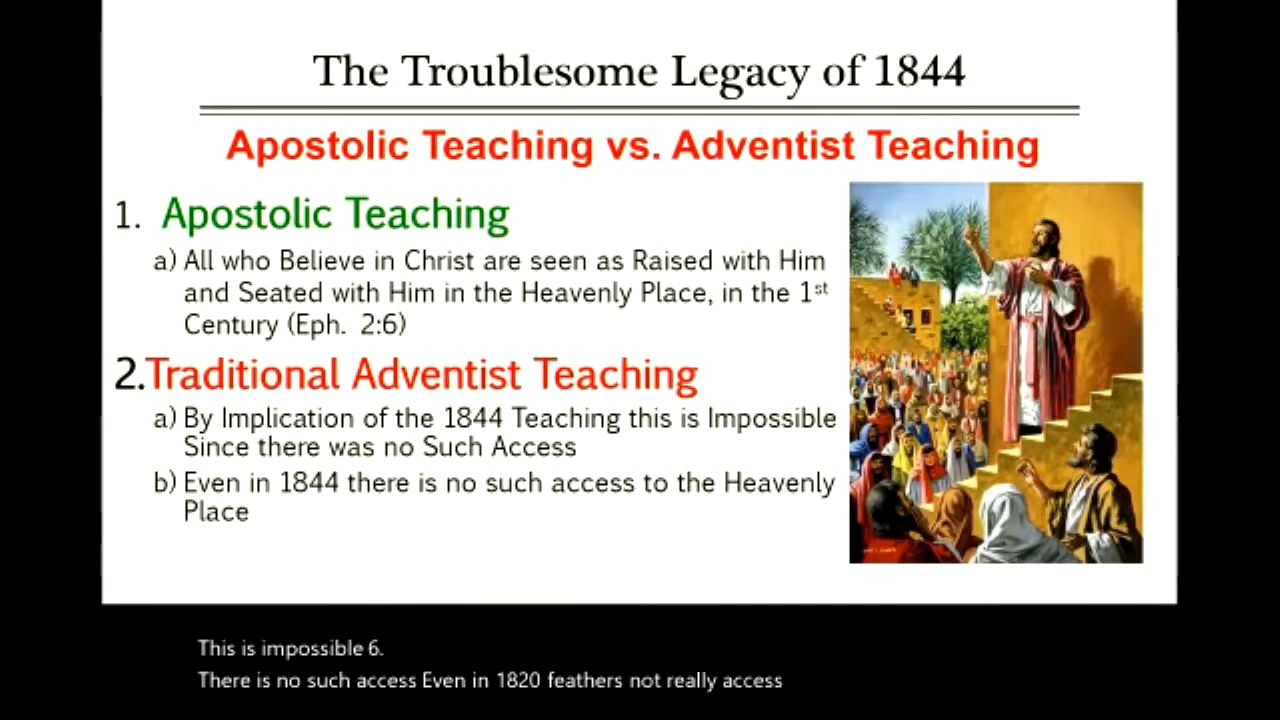 The Troublesome Legacy of 1844
Apostolic Teaching vs. Adventist Teaching
1. Apostolic Teaching
a) All who Believe in Christ are seen as Raised with Him
and Seated with Him in the Heavenly Place, in the 1st
Century (Eph. 2:6)
2.Traditional Adventist Teaching
a) By Implication of the 1844 Teaching this is Impossible
Since there was no Such Access
b) Even in 1844 there is no such access to the Heavenly
Place
This is impossible 6.
There is no such access Even in 1820 feathers not really access